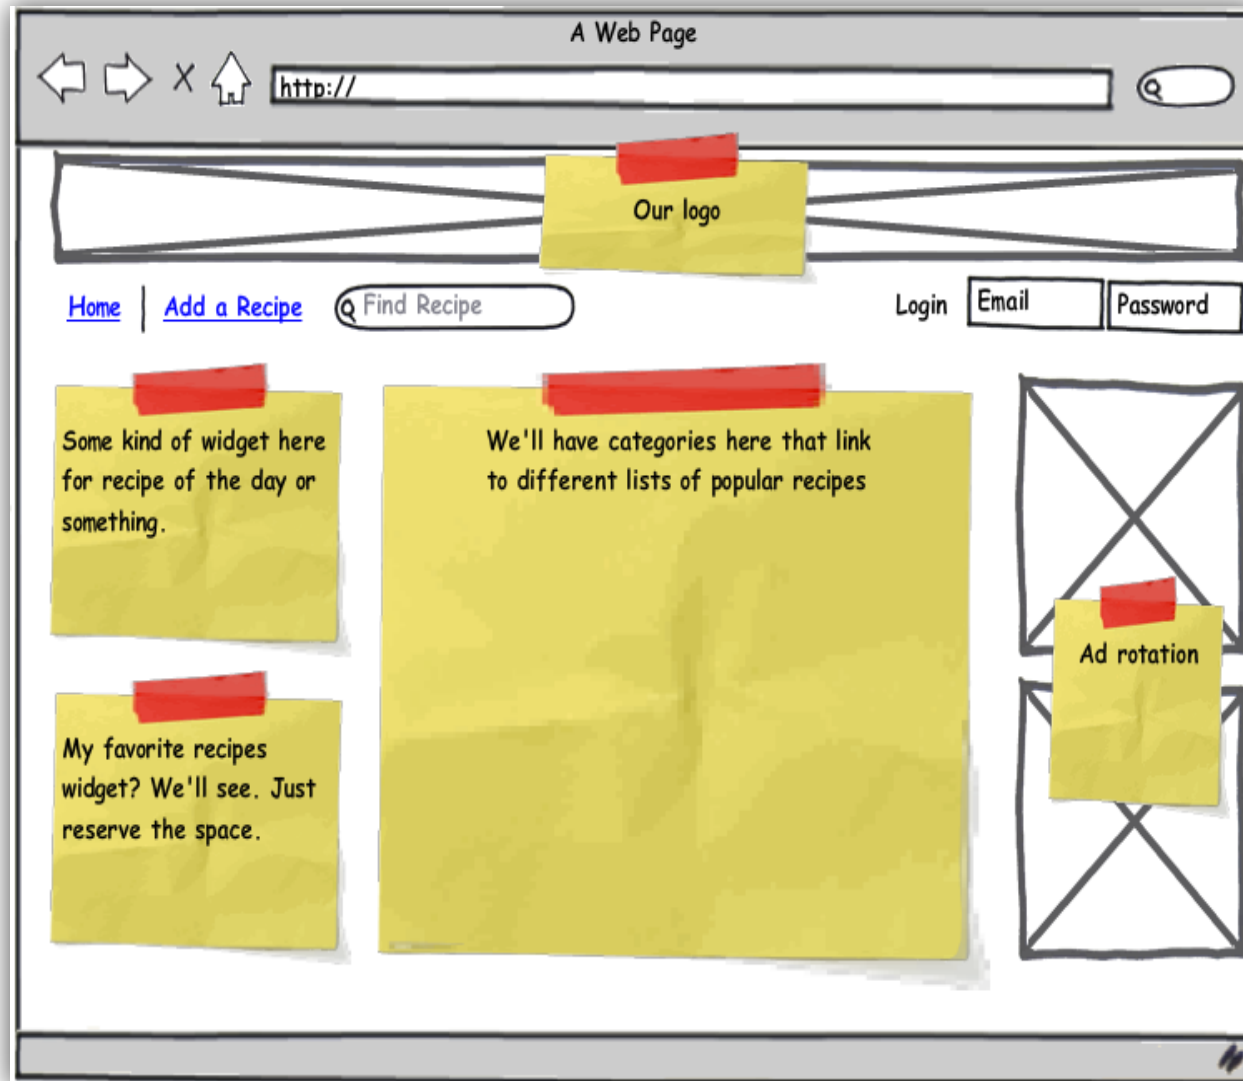 A Web Page
http://
Our logo
Home
Add a Recipe
Find Recipe
Login
Email
Password
Some kind of widget here
for recipe of the day or
something.
We'll have categories here that link
to different lists of popular recipes
Ad rotation
My favorite recipes
widget? We'll see. Just
reserve the space.